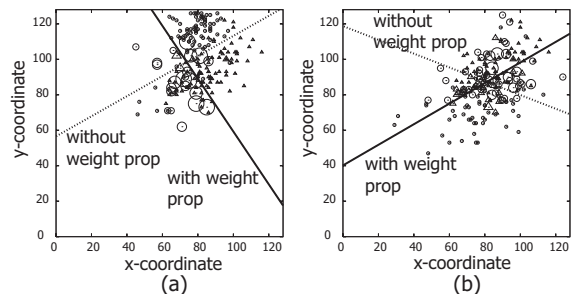 120
100
80
60
40
20
0
y-coordinate
without
weight prop
with weight
prop
0 20 40 60 80 100 120
x-coordinate
(a)
120
100
80
60
40
20
0
y-coordinate
without
weight prop
with weight
prop
0 20 40 60 80 100 120
x-coordinate
(b)